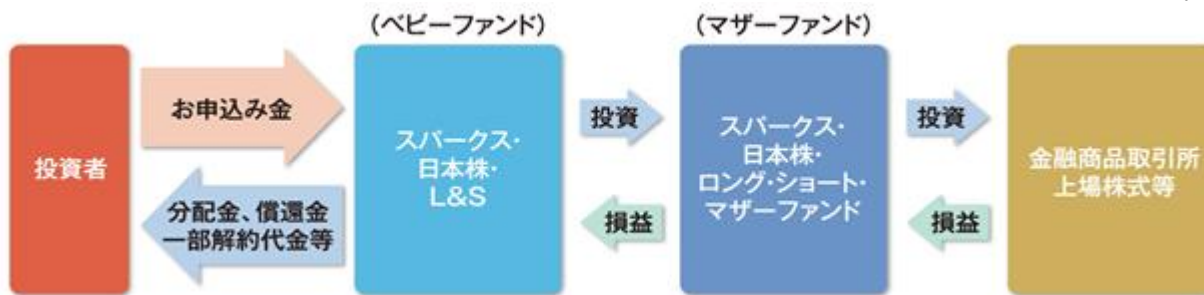 (ベビーファンド)
(マザーファンド)
投資者
お申込み金
分配金、償還金
一部解約代金等
スパークス・
日本株・
L&S
投資
損益
スパークス・
日本株・
ロング・ショート・
マザーファンド
投資
損益
金融商品取引所
上場株式等